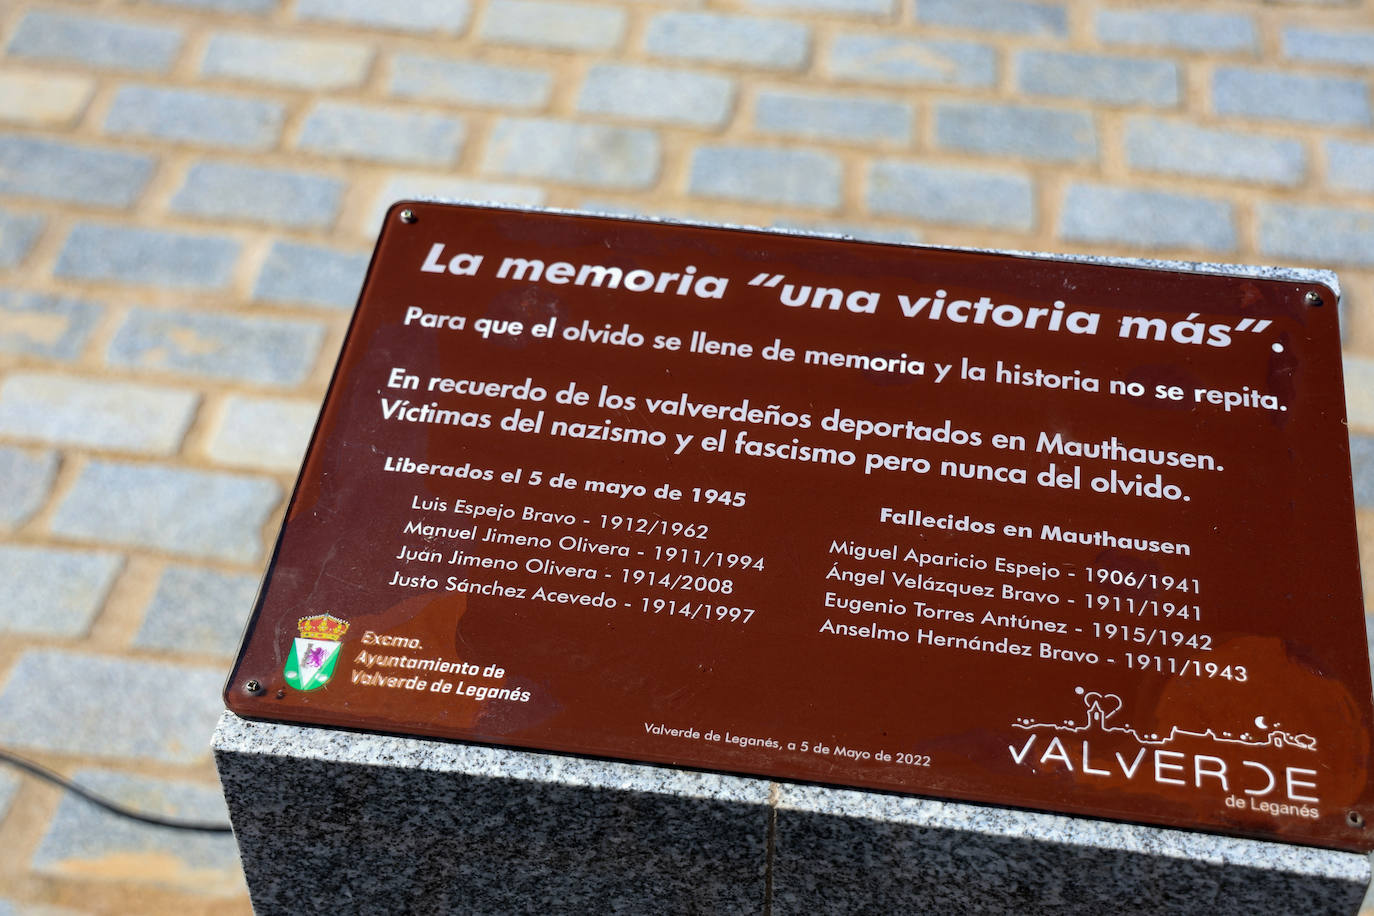 La memoria “una victoria más”.
Para que el olvido se llene de memoria y la historia no se repita.
En recuerdo de los valverdeños deportados en Mauthausen.
Víctimas del nazismo y el fascismo pero nunca del olvido.
Liberados el 5 de mayo de 1945
Luis Espejo Bravo - 1912/1962
Manuel Jimeno Olivera - 1911/1994
Juan Jimeno Olivera - 1914/2008
Justo Sánchez Acevedo - 1914/1997
Fallecidos en Mauthausen
Miguel Aparicio Espejo - 1906/1941
Ángel Velázquez Bravo - 1911/1941
Eugenio Torres Antúnez - 1915/1942
Anselmo Hernández Bravo - 1911/1943
Excmo.
Ayuntamiento de
Valverde de Leganés
Valverde de Leganés, a 5 de Mayo de 2022
VALVERDE
de Leganés